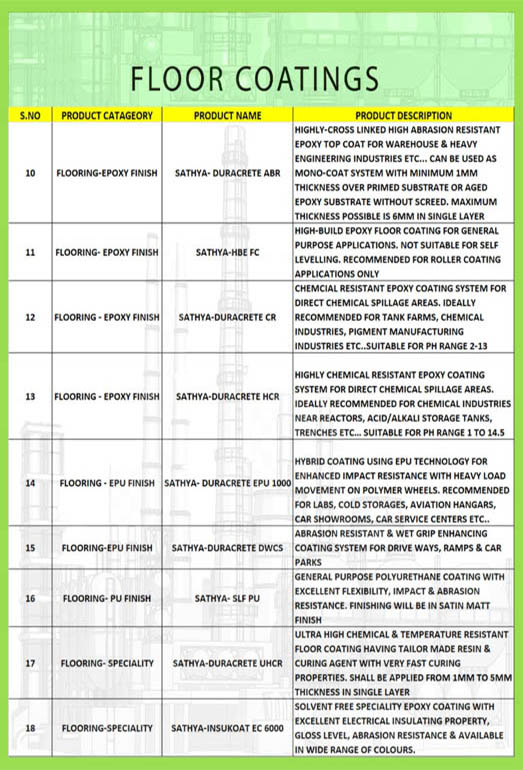 FLOOR COATINGS
S.NO PRODUCT CATAGEORY PRODUCT NAME PRODUCT DESCRIPTION
10 FLOORING-EPOXY FINISH SATHYA- DURACRETE ABR
HIGHLY-CROSS LINKED HIGH ABRASION RESISTANT
EPOXY TOP COAT FOR WAREHOUSE & HEAVY
ENGINEERING INDUSTRIES ETC... CAN BE USED AS
MONO-COAT SYSTEM WITH MINIMUM 1MM
THICKNESS OVER PRIMED SUBSTRATE OR AGED
EPOXY SUBSTRATE WITHOUT SCREED. MAXIMUM
THICKNESS POSSIBLE IS 6MM IN SINGLE LAYER
11 FLOORING- EPOXY FINISH SATHYA-HBE FC
HIGH-BUILD EPOXY FLOOR COATING FOR GENERAL
PURPOSE APPLICATIONS. NOT SUITABLE FOR SELF
LEVELLING. RECOMMENDED FOR ROLLER COATING
APPLICATIONS ONLY
12 FLOORING - EPOXY FINISH SATHYA-DURACRETE CR
CHEMCIAL RESISTANT EPOXY COATING SYSTEM FOR
DIRECT CHEMICAL SPILLAGE AREAS. IDEALLY
RECOMMENDED FOR TANK FARMS, CHEMICAL
INDUSTRIES, PIGMENT MANUFACTURING
INDUSTRIES ETC..SUITABLE FOR PH RANGE 2-13
13 FLOORING - EPOXY FINISH SATHYA-DURACRETE HCR
HIGHLY CHEMICAL RESISTANT EPOXY COATING
SYSTEM FOR DIRECT CHEMICAL SPILLAGE AREAS.
IDEALLY RECOMMENDED FOR CHEMICAL INDUSTRIES
NEAR REACTORS, ACID/ALKALI STORAGE TANKS,
TRENCHES ETC... SUITABLE FOR PH RANGE 1 TO 14.5
14 FLOORING - EPU FINISH SATHYA- DURACRETE EPU 1000
HYBRID COATING USING EPU TECHNOLOGY FOR
ENHANCED IMPACT RESISTANCE WITH HEAVY LOAD
MOVEMENT ON POLYMER WHEELS. RECOMMENDED
FOR LABS, COLD STORAGES, AVIATION HANGARS,
CAR SHOWROOMS, CAR SERVICE CENTERS ETC..
15 FLOORING-EPU FINISH SATHYA-DURACRETE DWCS
ABRASION RESISTANT & WET GRIP ENHANCING
COATING SYSTEM FOR DRIVE WAYS, RAMPS & CAR
PARKS
16 FLOORING- PU FINISH SATHYA- SLF PU
GENERAL PURPOSE POLYURETHANE COATING WITH
EXCELLENT FLEXIBILITY, IMPACT & ABRASION
RESISTANCE. FINISHING WILL BE IN SATIN MATT
FINISH
17 FLOORING- SPECIALITY SATHYA-DURACRETE UHCR
ULTRA HIGH CHEMICAL & TEMPERATURE RESISTANT
FLOOR COATING HAVING TAILOR MADE RESIN &
CURING AGENT WITH VERY FAST CURING
PROPERTIES. SHALL BE APPLIED FROM 1MM TO 5MM
THICKNESS IN SINGLE LAYER
18 FLOORING-SPECIALITY SATHYA-INSUKOAT EC 6000
SOLVENT FREE SPECIALITY EPOXY COATING WITH
EXCELLENT ELECTRICAL INSULATING PROPERTY,
GLOSS LEVEL, ABRASION RESISTANCE & AVAILABLE
IN WIDE RANGE OF COLOURS.